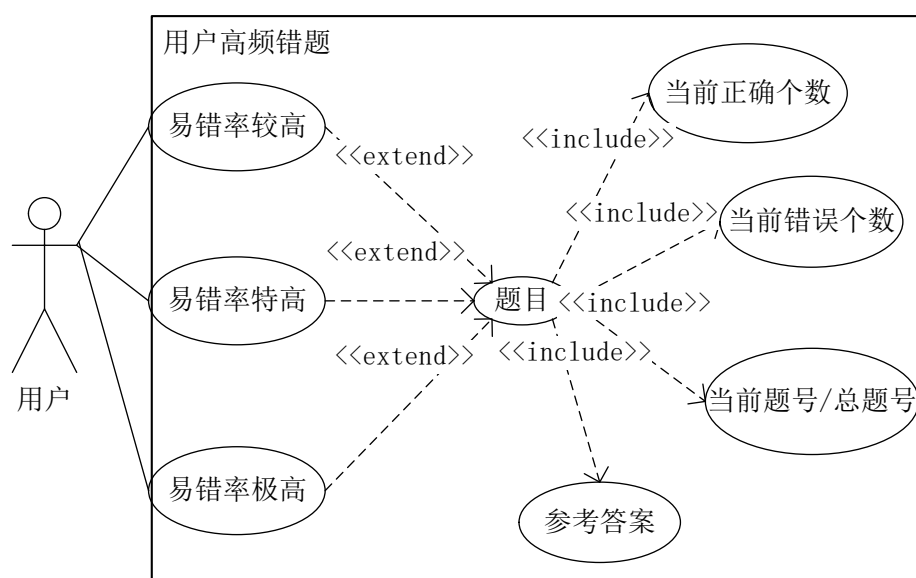 用户高频错题
当前正确个数
易错率较高
<<include>>
<<extend>>
<<include>>
当前错误个数
<<extend>>
易错率特高
题目
<<include>>
<<extend>>
<<include>>
用户
当前题号/总题号
易错率极高
参考答案